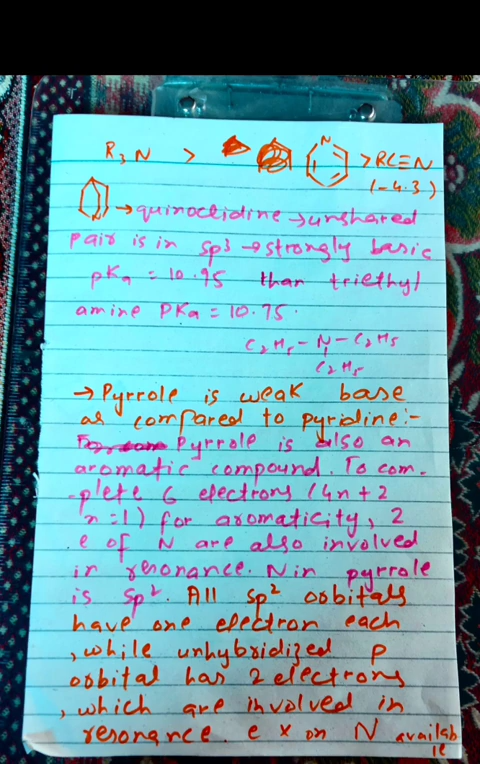 R3N > N >RC≡N
(-4.3)
→quinoctidine→unshared
pair is in sp3 →strongly basic
pKa = 10.95 than triethyl
amine PKa = 10.75.
C2H5-N-C2H5
C2H5
→Pyrrole is weak base
as compared to pyridine:-
Pyrrole is also an
aromatic compound. To com-
-plete 6 electrons (4n+2
n=1) for aromaticity, 2
e of N are also involved
in resonance. N in pyrrole
is sp2. All sp2 orbitals
have one electron each
, while unhybridized p
orbital has 2 electrons
, which are involved in
resonance. e x on N availab
le